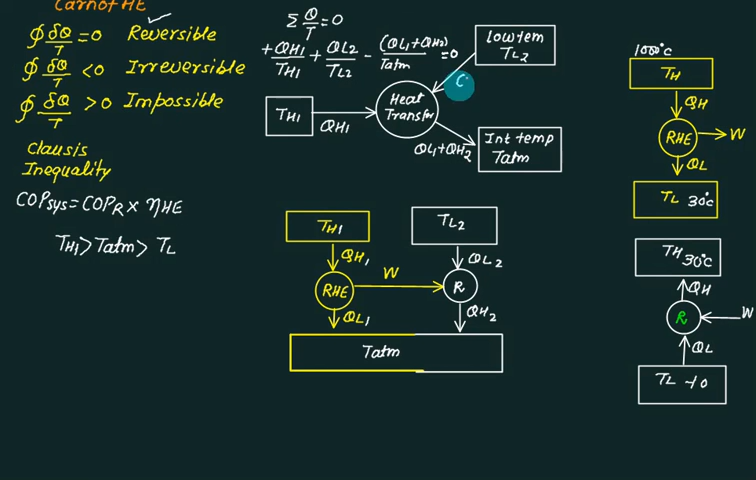 Carnot HE
∮ δQ/T = 0 Reversible
∮ δQ/T < 0 Irreversible
∮ δQ/T > 0 Impossible
Clausis
Inequality
COPsys = COPR × ηHE
TH1 > Tatm > TL
Σ Q/T = 0
+ QH1/TH1 + QL2/TL2 - (QL1+QH2)/Tatm = 0
low tem
TL2
TH1
QH1
Heat
Transfer
QL1+QH2
Int temp
Tatm
TH1
TL2
QH1
QL2
RHE
W
R
QL1
QH2
Tatm
1000°c
TH
QH
RHE
W
QL
TL 30°c
TH 30°c
QH
R
W
QL
TL -10